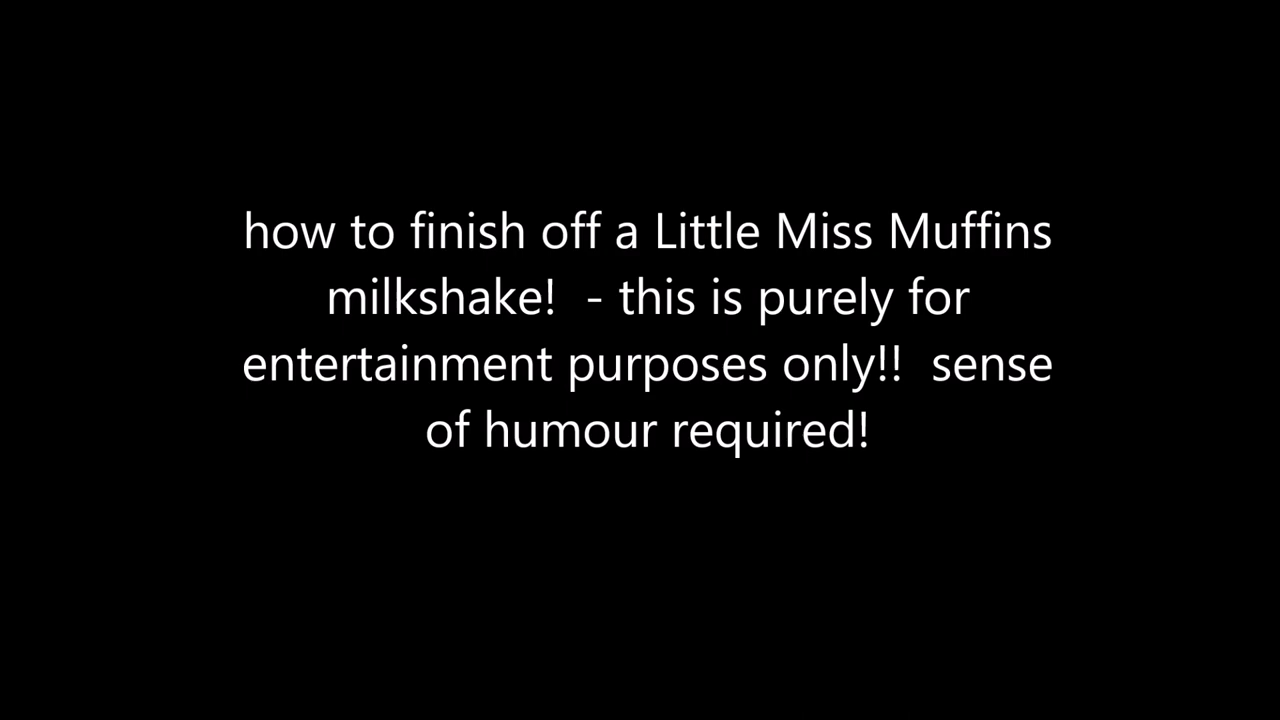 how to finish off a Little Miss Muffins
milkshake!  - this is purely for
entertainment purposes only!!  sense
of humour required!